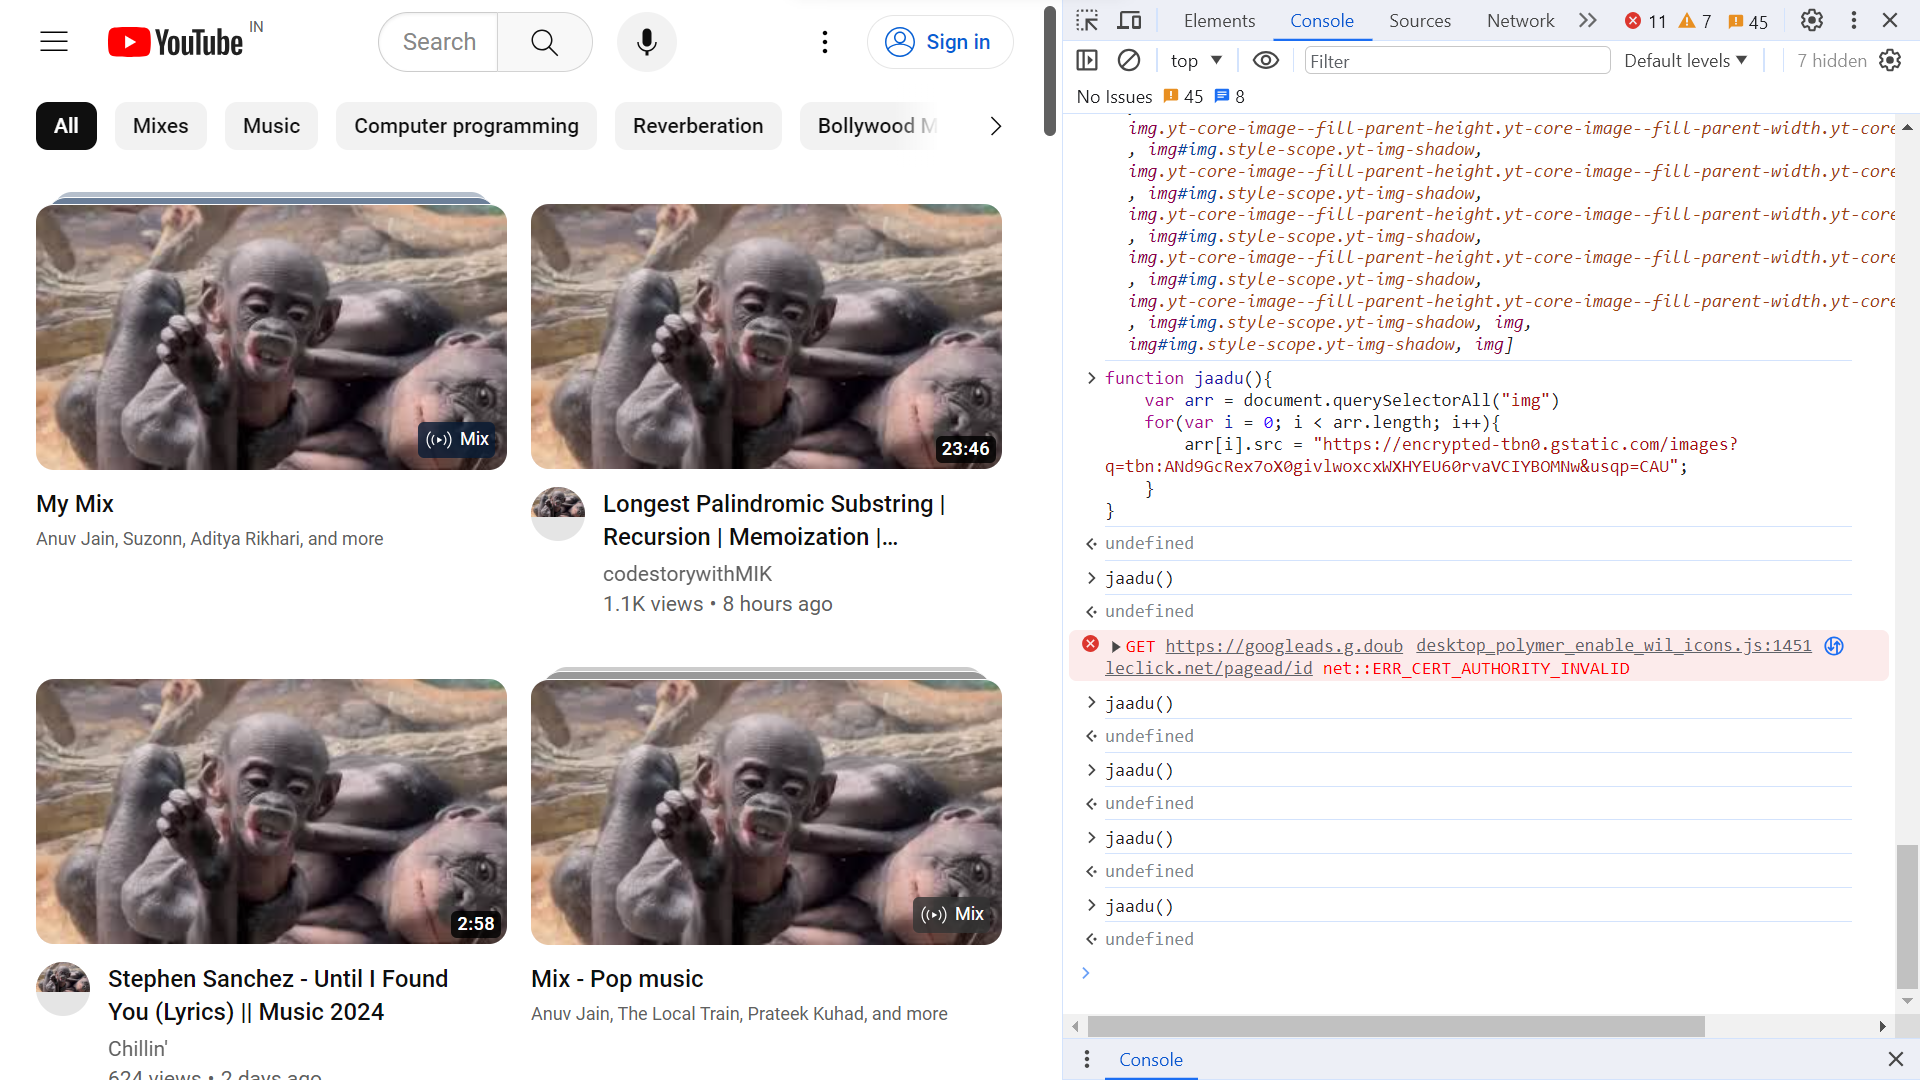 YouTube IN
Search
Sign in
All
Mixes
Music
Computer programming
Reverberation
Bollywood M
Mix
My Mix
Anuv Jain, Suzonn, Aditya Rikhari, and more
23:46
Longest Palindromic Substring |
Recursion | Memoization |...
codestorywithMIK
1.1K views • 8 hours ago
2:58
Stephen Sanchez - Until I Found
You (Lyrics) || Music 2024
Chillin'
624 views • 2 days ago
Mix
Mix - Pop music
Anuv Jain, The Local Train, Prateek Kuhad, and more
Elements
Console
Sources
Network
11
7
45
top
Filter
Default levels
7 hidden
No Issues 45 8
img.yt-core-image--fill-parent-height.yt-core-image--fill-parent-width.yt-core
, img#img.style-scope.yt-img-shadow,
img.yt-core-image--fill-parent-height.yt-core-image--fill-parent-width.yt-core
, img#img.style-scope.yt-img-shadow,
img.yt-core-image--fill-parent-height.yt-core-image--fill-parent-width.yt-core
, img#img.style-scope.yt-img-shadow,
img.yt-core-image--fill-parent-height.yt-core-image--fill-parent-width.yt-core
, img#img.style-scope.yt-img-shadow,
img.yt-core-image--fill-parent-height.yt-core-image--fill-parent-width.yt-core
, img#img.style-scope.yt-img-shadow, img,
img#img.style-scope.yt-img-shadow, img]
function jaadu(){
var arr = document.querySelectorAll("img")
for(var i = 0; i < arr.length; i++){
arr[i].src = "https://encrypted-tbn0.gstatic.com/images?
q=tbn:ANd9GcRex7oX0givlwoxcxWXHYEU60rvaVCIYBOMNw&usqp=CAU";
}
}
undefined
jaadu()
undefined
GET https://googleads.g.doub desktop_polymer_enable_wil_icons.js:1451
leclick.net/pagead/id net::ERR_CERT_AUTHORITY_INVALID
jaadu()
undefined
jaadu()
undefined
jaadu()
undefined
jaadu()
undefined
Console